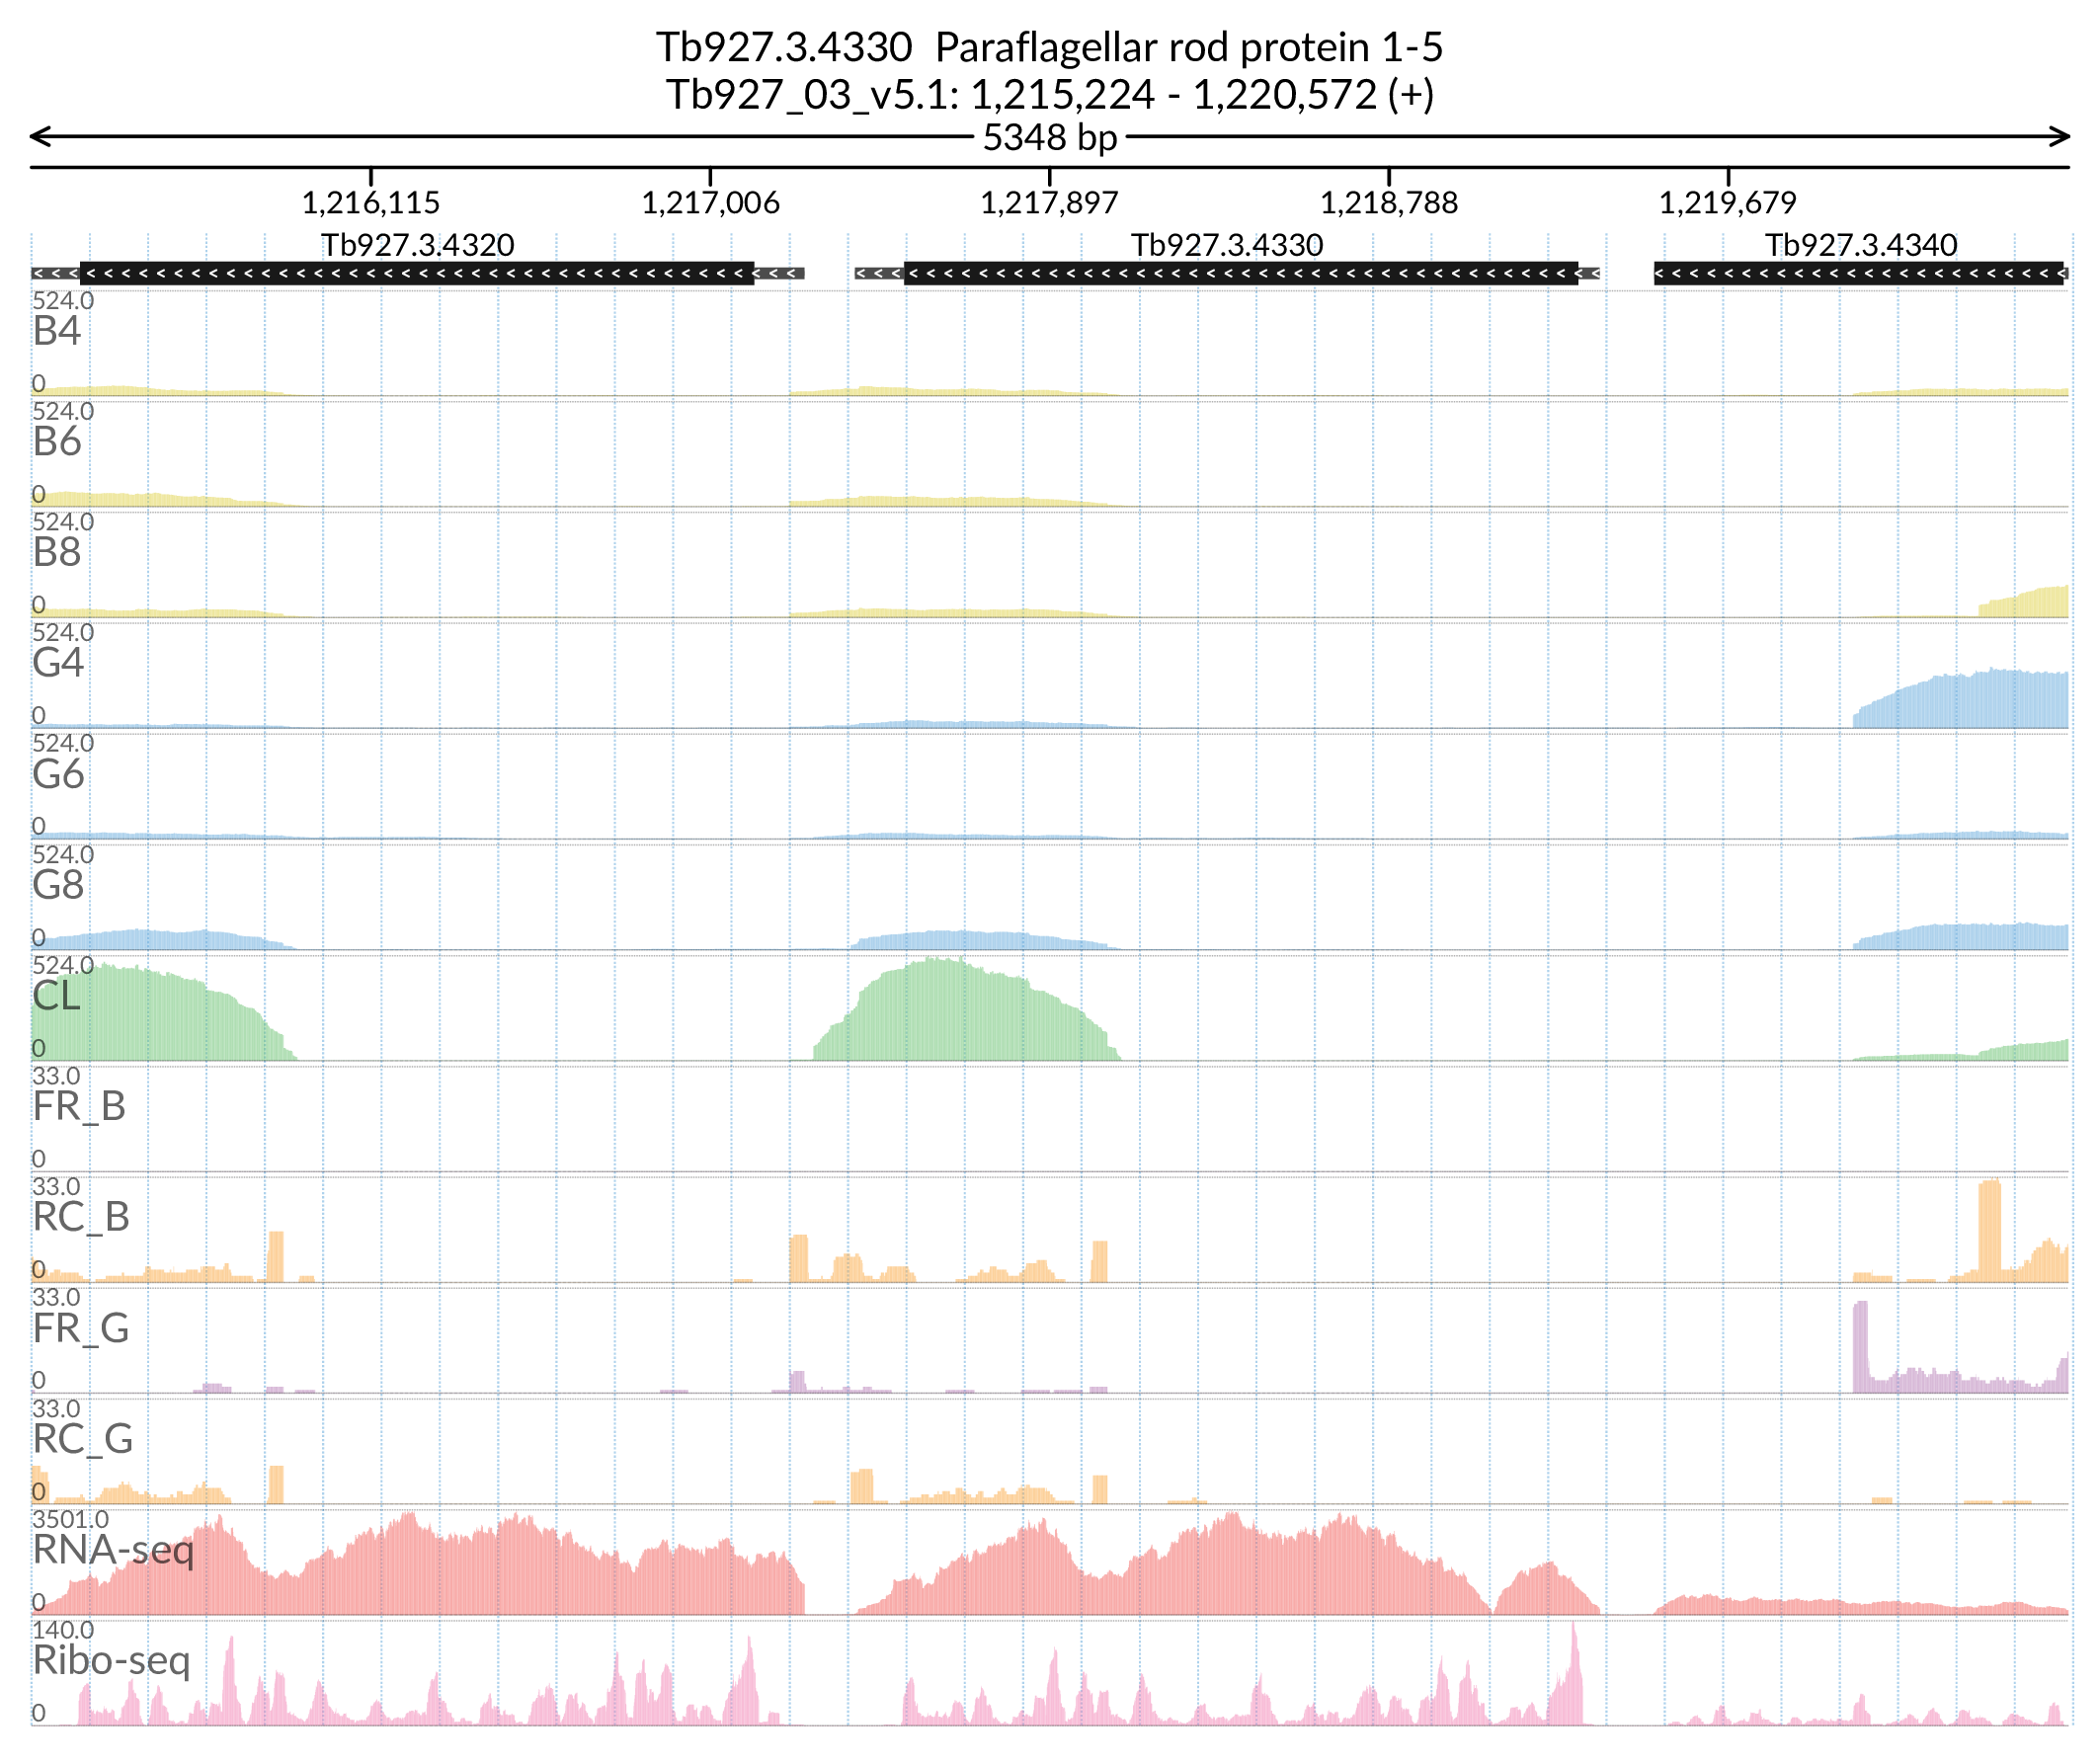 Tb927.3.4330  Paraflagellar rod protein 1-5
Tb927_03_v5.1: 1,215,224 - 1,220,572 (+)
5348 bp
1,216,115 1,217,006 1,217,897 1,218,788 1,219,679
Tb927.3.4320 Tb927.3.4330 Tb927.3.4340
524.0
B4
0
524.0
B6
0
524.0
B8
0
524.0
G4
0
524.0
G6
0
524.0
G8
0
524.0
CL
0
33.0
FR_B
0
33.0
RC_B
0
33.0
FR_G
0
33.0
RC_G
0
3501.0
RNA-seq
0
140.0
Ribo-seq
0